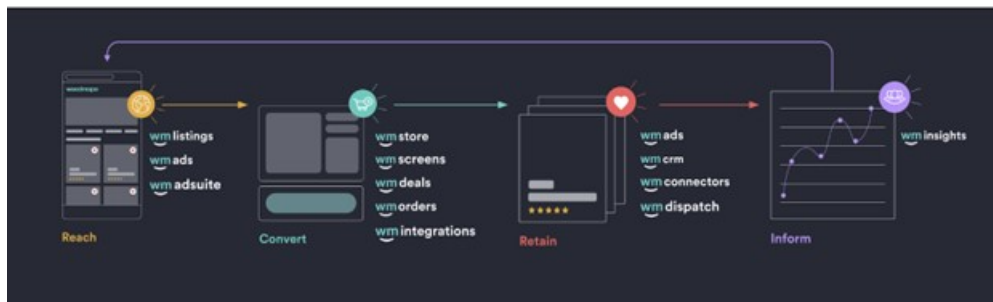 weedmaps
wm listings
wm ads
wm adsuite
Reach
wm store
wm screens
wm deals
wm orders
wm integrations
Convert
wm ads
wm crm
wm connectors
wm dispatch
Retain
wm insights
Inform